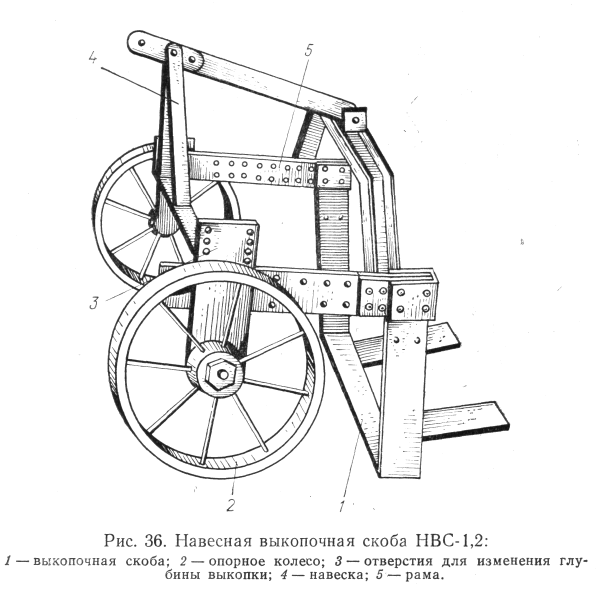 5
4
3
2
1
Рис. 36. Навесная выкопочная скоба НВС-1,2:
1 — выкопочная скоба; 2 — опорное колесо; 3 — отверстия для изменения глу-
бины выкопки; 4 — навеска; 5 — рама.